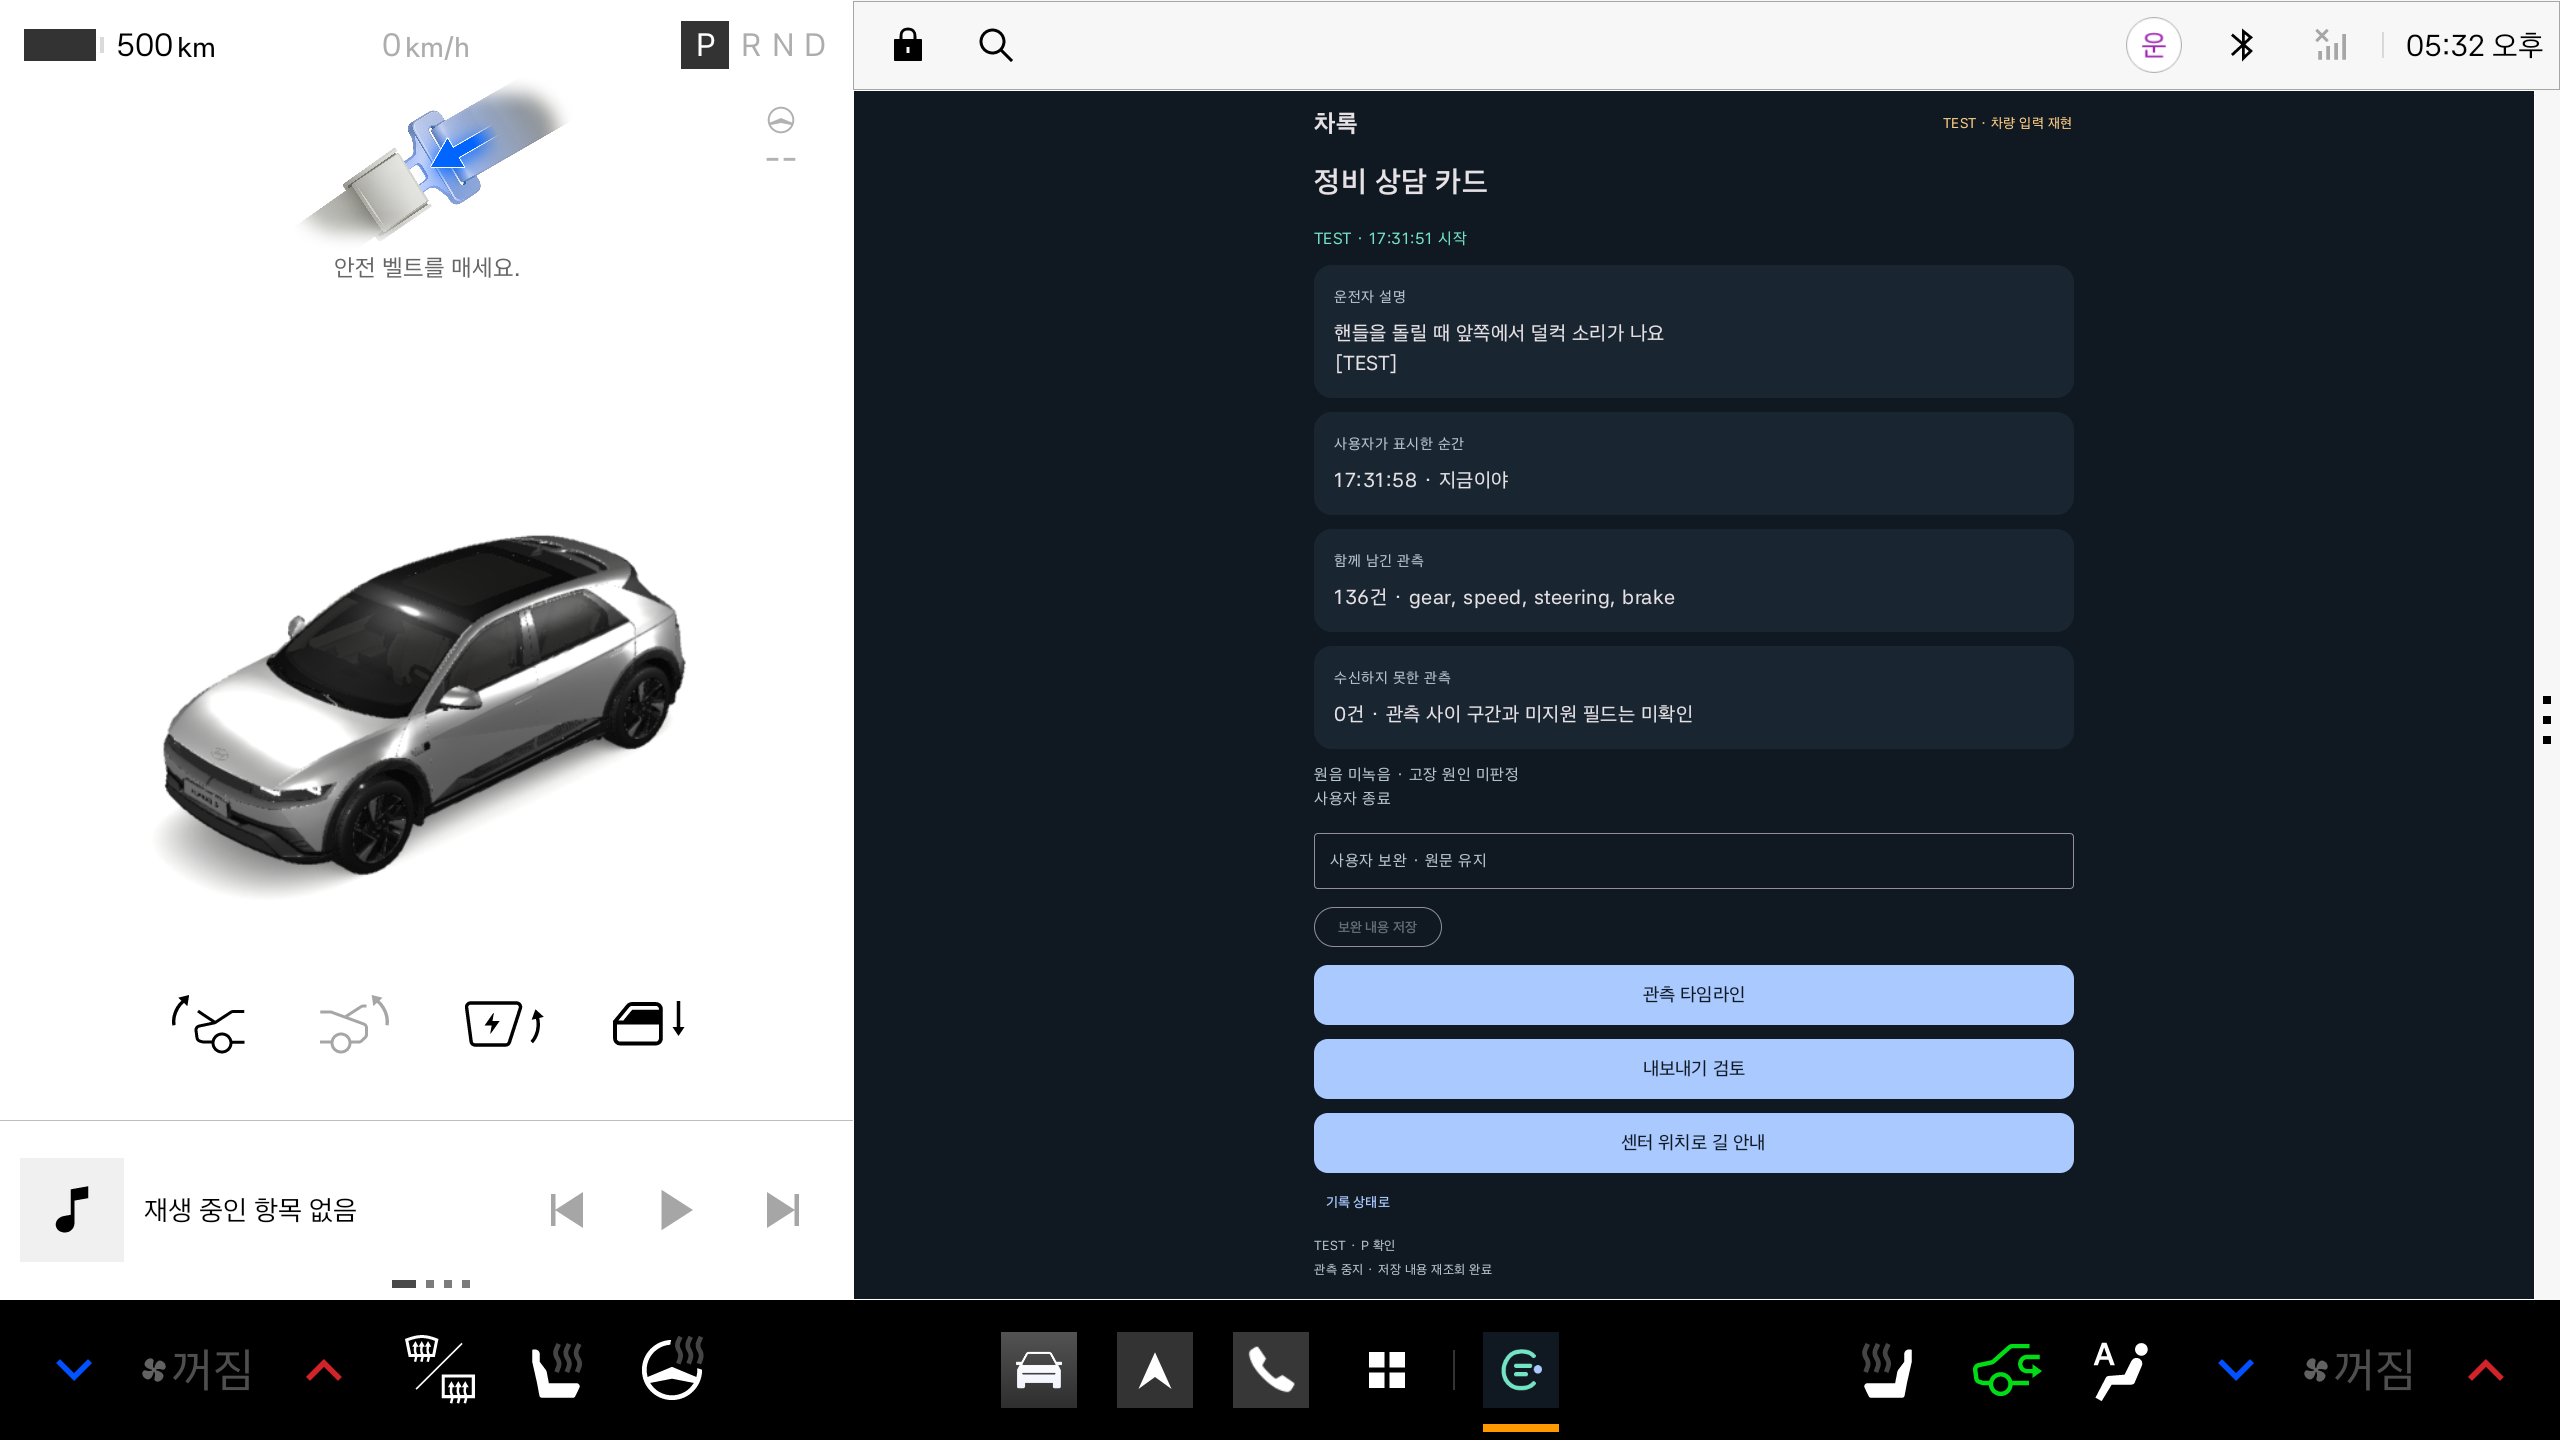 500 km
0 km/h
P R N D
안전 벨트를 매세요.
재생 중인 항목 없음
운
05:32 오후
차록
TEST · 차량 입력 재현
정비 상담 카드
TEST · 17:31:51 시작
운전자 설명
핸들을 돌릴 때 앞쪽에서 덜컥 소리가 나요
[TEST]
사용자가 표시한 순간
17:31:58 · 지금이야
함께 남긴 관측
136건 · gear, speed, steering, brake
수신하지 못한 관측
0건 · 관측 사이 구간과 미지원 필드는 미확인
원음 미녹음 · 고장 원인 미판정
사용자 종료
사용자 보완 · 원문 유지
보완 내용 저장
관측 타임라인
내보내기 검토
센터 위치로 길 안내
기록 상태로
TEST · P 확인
관측 중지 · 저장 내용 재조회 완료
꺼짐
A
꺼짐